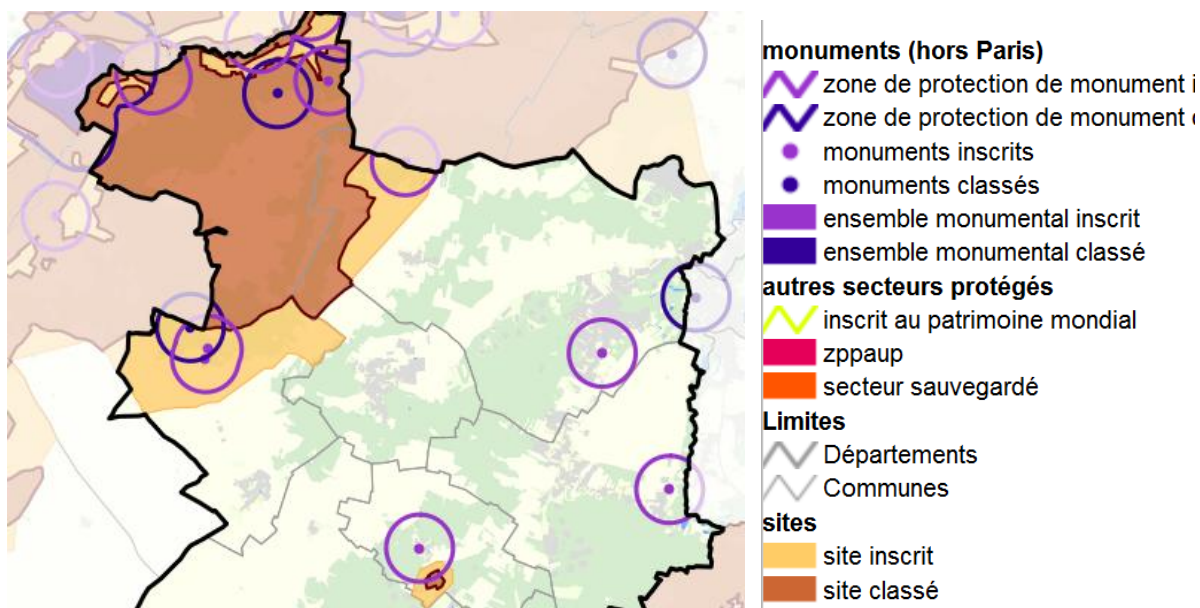 monuments (hors Paris)
zone de protection de monument i
zone de protection de monument
monuments inscrits
monuments classés
ensemble monumental inscrit
ensemble monumental classé
autres secteurs protégés
inscrit au patrimoine mondial
zppaup
secteur sauvegardé
Limites
Départements
Communes
sites
site inscrit
site classé